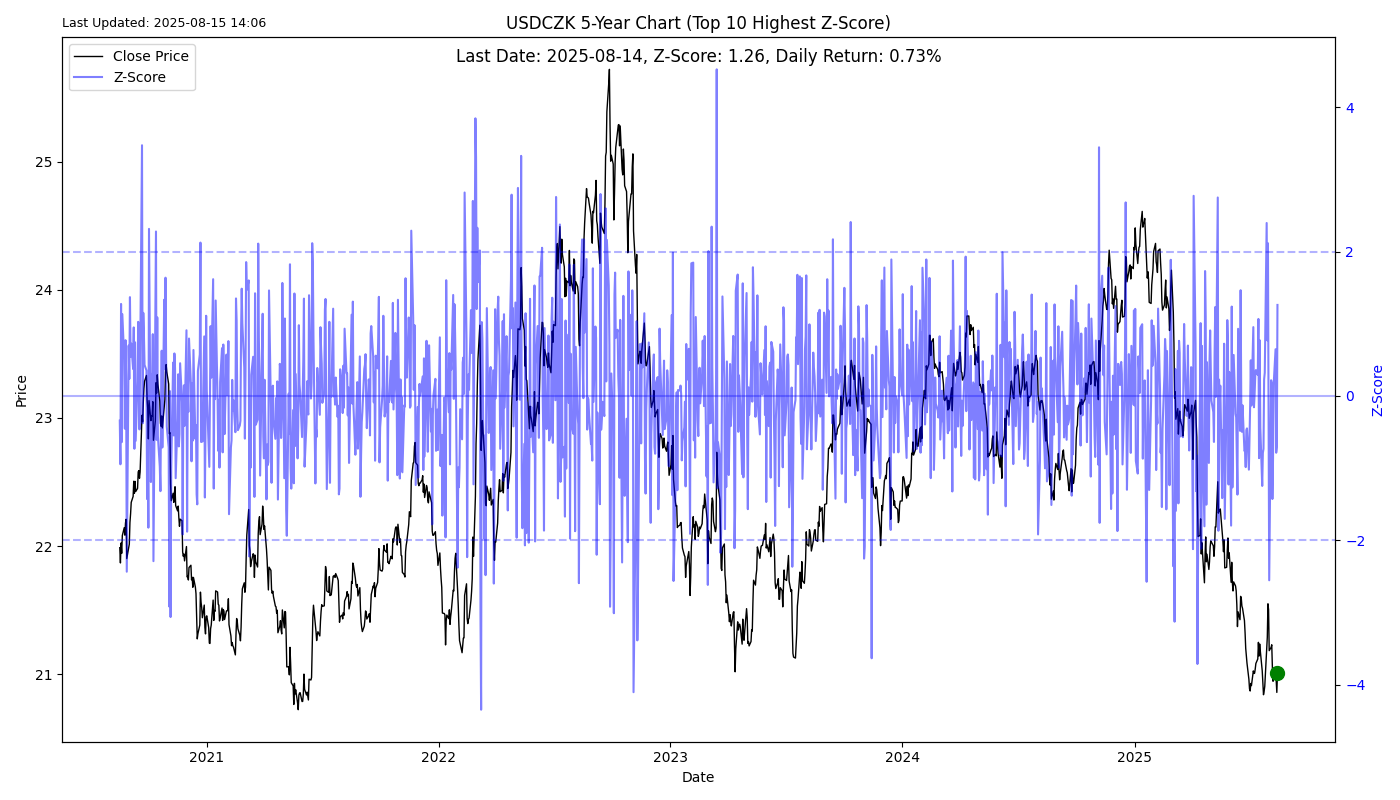 Last Updated: 2025-08-15 14:06
USDCZK 5-Year Chart (Top 10 Highest Z-Score)
Last Date: 2025-08-14, Z-Score: 1.26, Daily Return: 0.73%
Close Price
Z-Score
25
24
23
22
21
Price
4
2
0
−2
−4
Z-Score
2021
2022
2023
2024
2025
Date